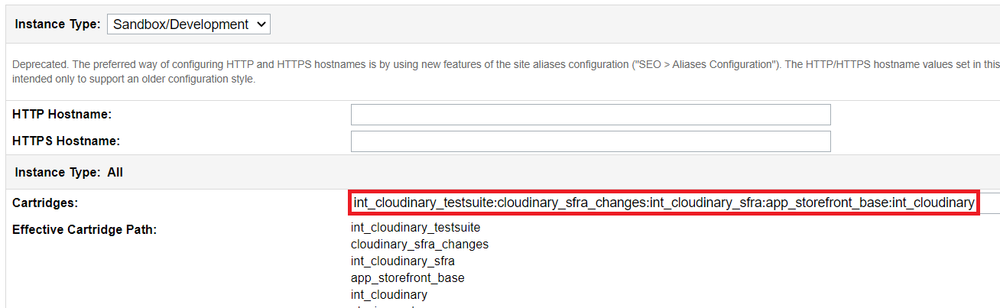 Instance Type: Sandbox/Development
Deprecated. The preferred way of configuring HTTP and HTTPS hostnames is by using new features of the site aliases configuration ("SEO > Aliases Configuration"). The HTTP/HTTPS hostname values set in this
intended only to support an older configuration style.
HTTP Hostname:
HTTPS Hostname:
Instance Type: All
Cartridges: int_cloudinary_testsuite:cloudinary_sfra_changes:int_cloudinary_sfra:app_storefront_base:int_cloudinary
Effective Cartridge Path: int_cloudinary_testsuite
cloudinary_sfra_changes
int_cloudinary_sfra
app_storefront_base
int_cloudinary